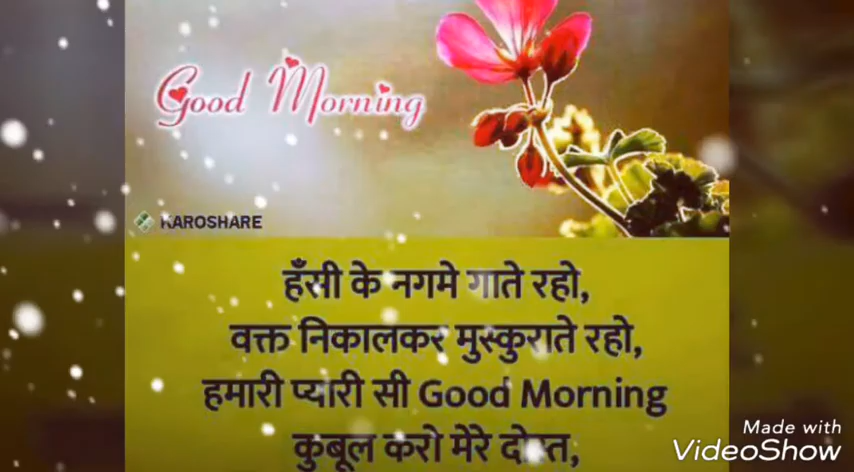 Good Morning
KAROSHARE
हँसी के नगमे गाते रहो,
वक्त निकालकर मुस्कुराते रहो,
हमारी प्यारी सी Good Morning
कुबूल करो मेरे दोस्त,
Made with
VideoShow